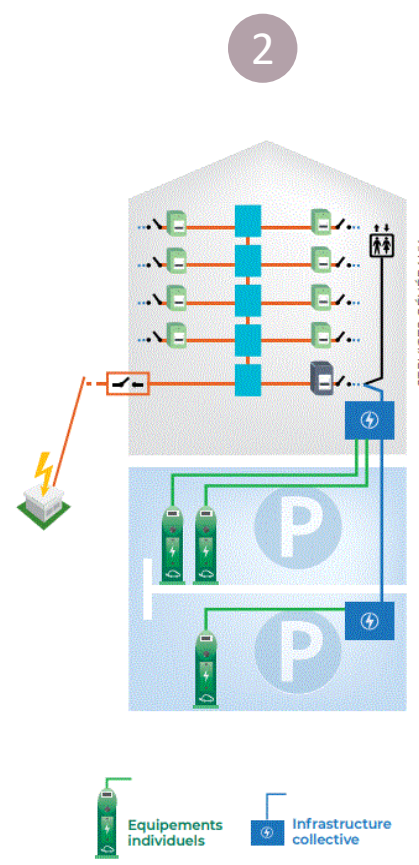 2
P
P
Equipements
individuels
Infrastructure
collective